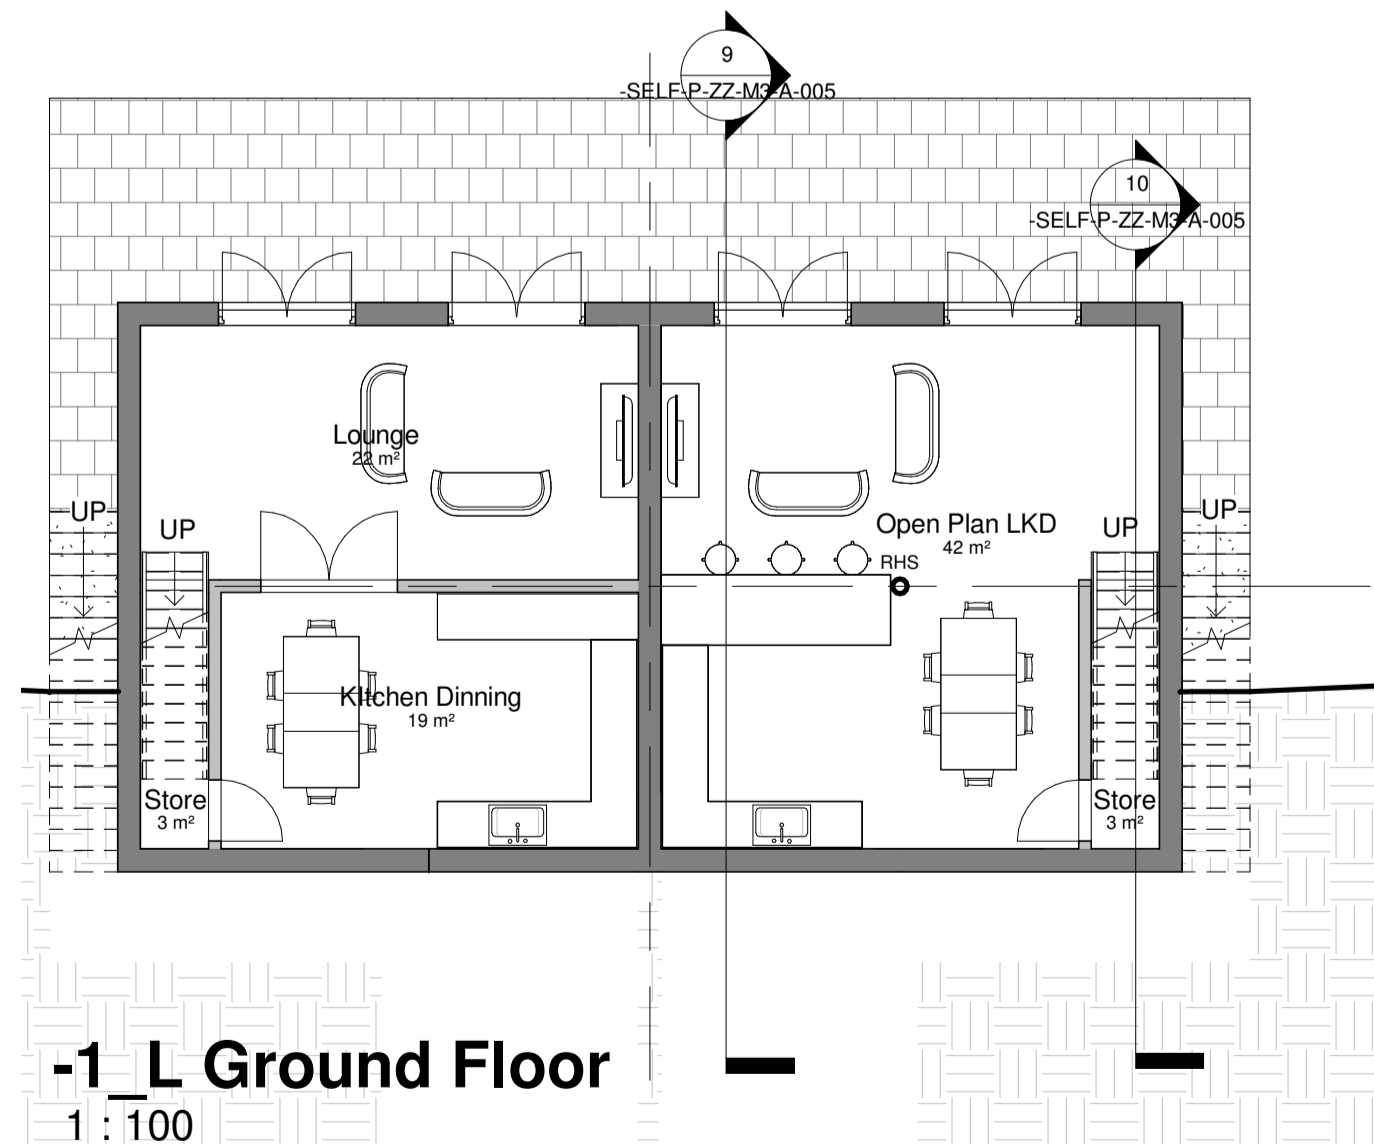 9
-SELF-P-ZZ-M3-A-005
10
-SELF-P-ZZ-M3-A-005
Lounge
22 m²
UP
UP
Open Plan LKD
42 m²
UP
UP
RHS
KItchen Dinning
19 m²
Store
3 m²
Store
3 m²
-1_L Ground Floor
1 : 100